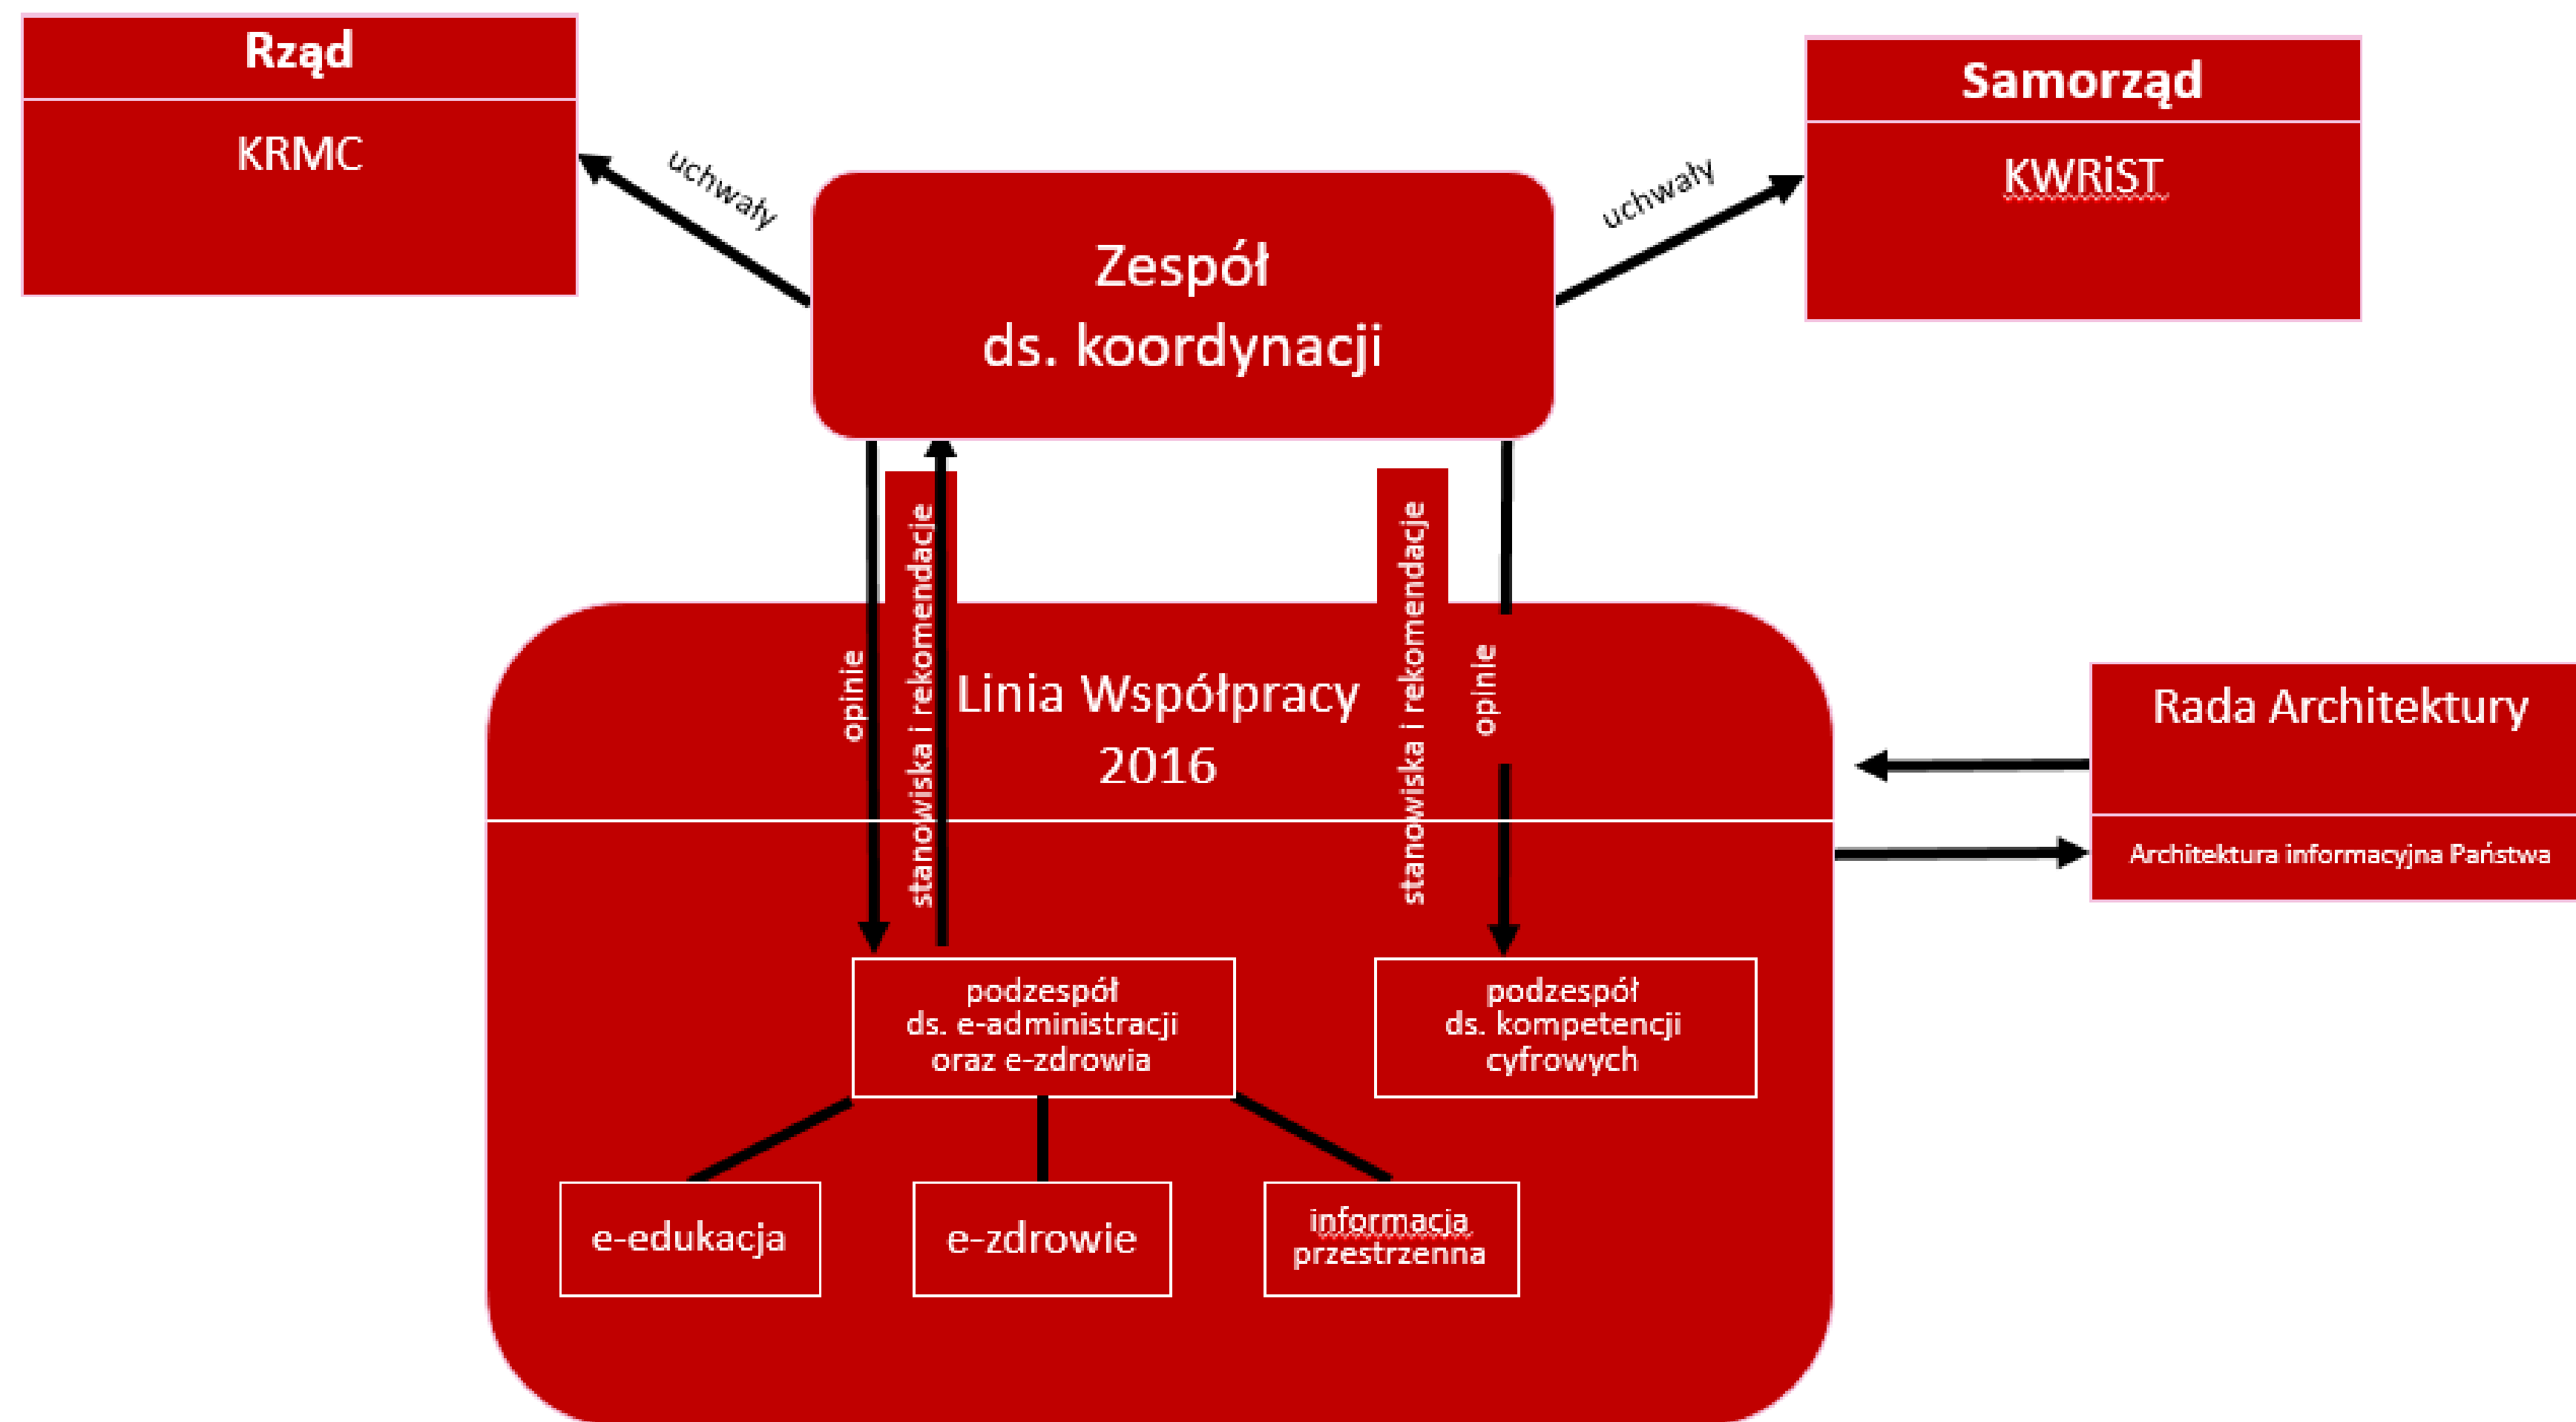 Rząd
KRMC
uchwały
Zespół
ds. koordynacji
uchwały
Samorząd
KWRiST
opinie
stanowiska i rekomendacje
Linia Współpracy
2016
stanowiska i rekomendacje
opinie
Rada Architektury
Architektura informacyjna Państwa
podzespół
ds. e-administracji
oraz e-zdrowia
podzespół
ds. kompetencji
cyfrowych
e-edukacja
e-zdrowie
informacja
przestrzenna